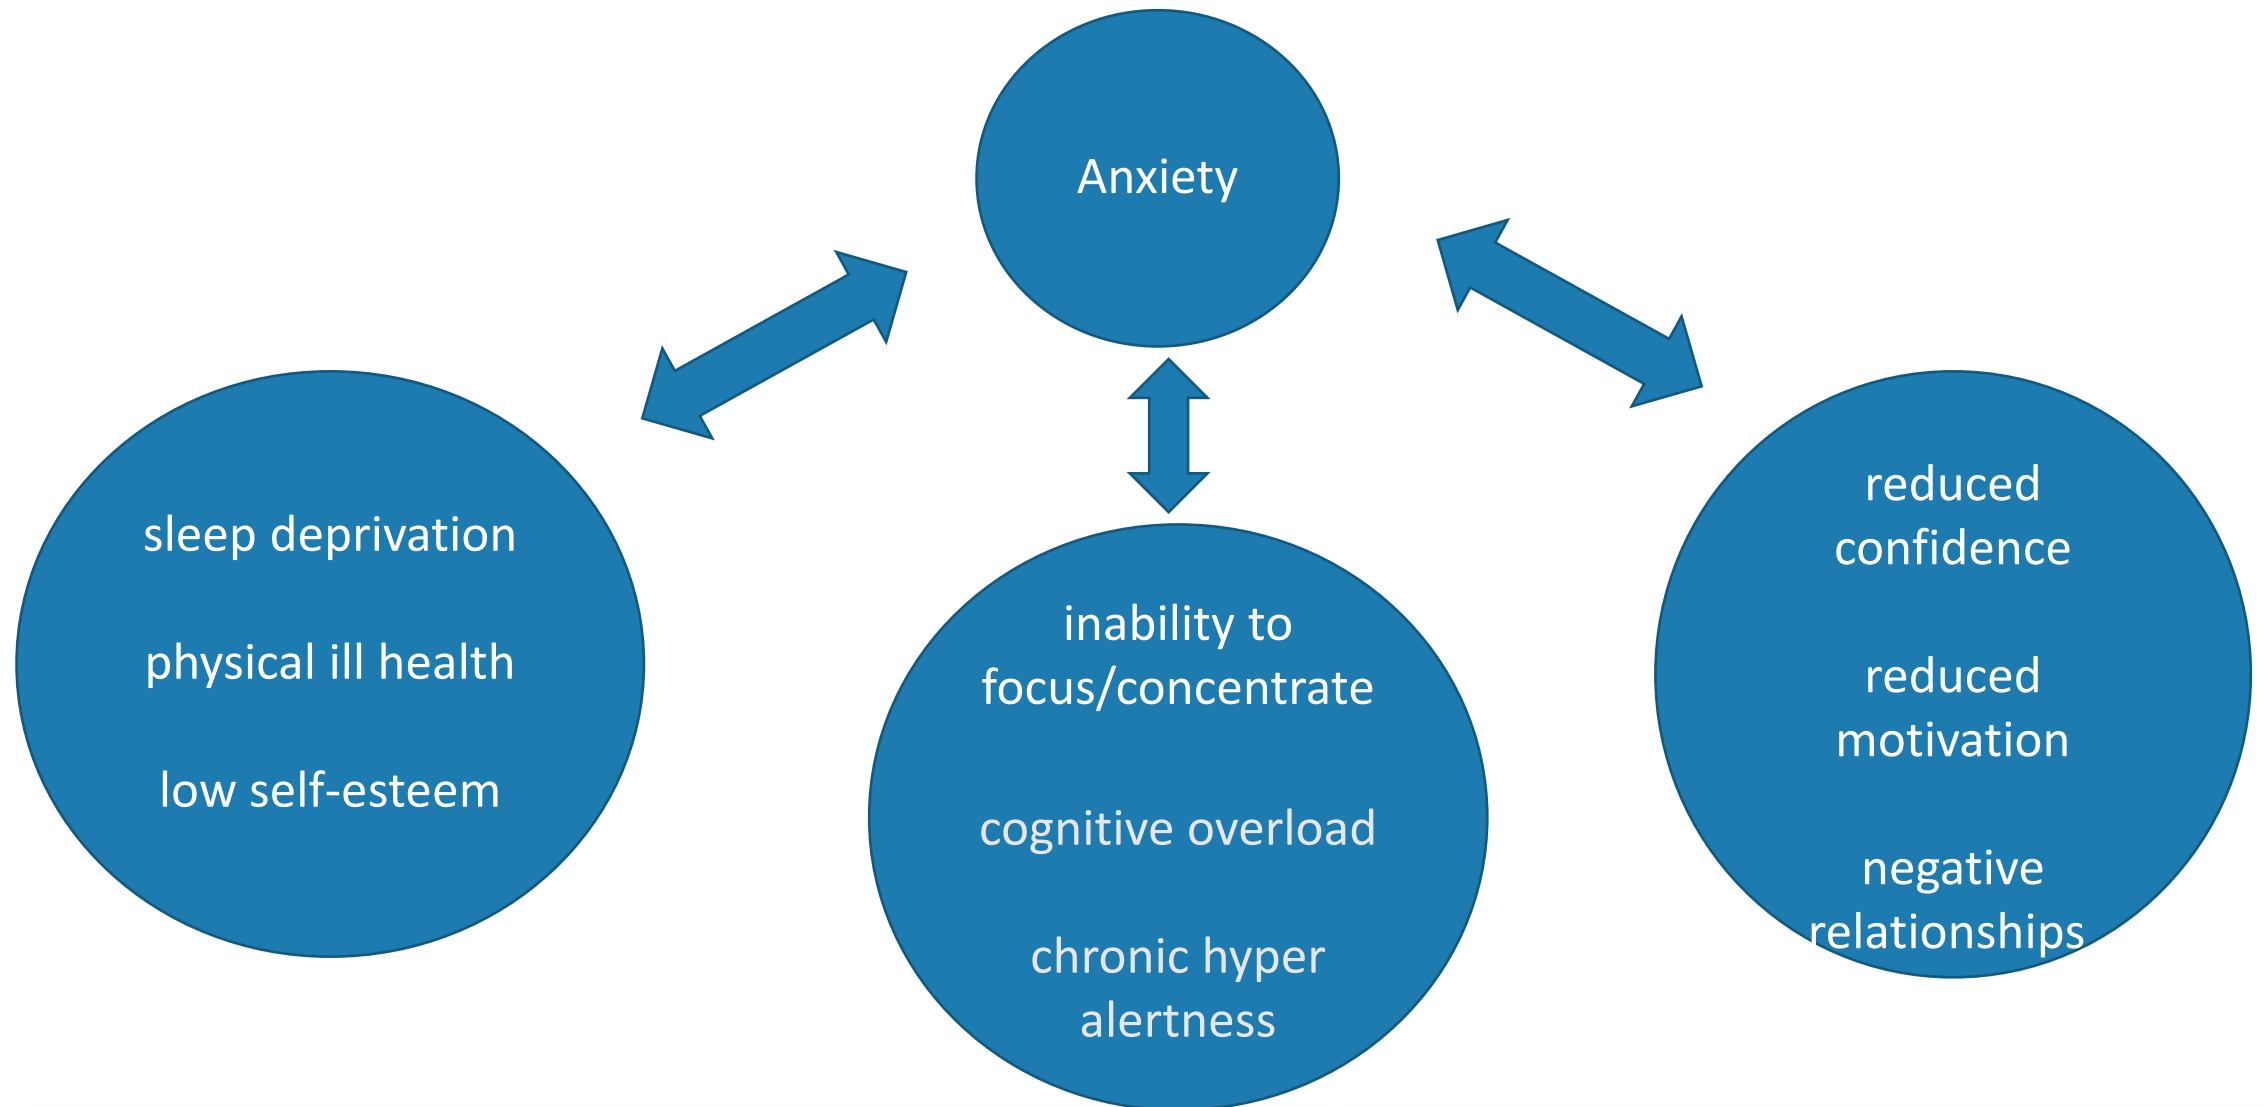 Anxiety
sleep deprivation
physical ill health
low self-esteem
inability to
focus/concentrate
cognitive overload
chronic hyper
alertness
reduced
confidence
reduced
motivation
negative
relationships